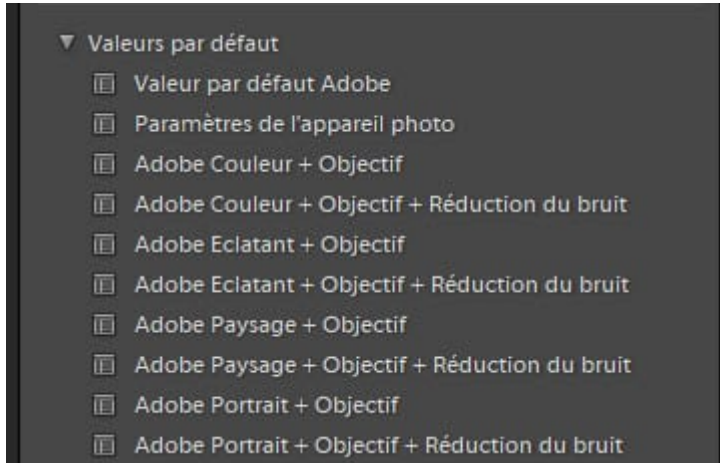 Valeurs par défaut
Valeur par défaut Adobe
Paramètres de l'appareil photo
Adobe Couleur + Objectif
Adobe Couleur + Objectif + Réduction du bruit
Adobe Eclatant + Objectif
Adobe Eclatant + Objectif + Réduction du bruit
Adobe Paysage + Objectif
Adobe Paysage + Objectif + Réduction du bruit
Adobe Portrait + Objectif
Adobe Portrait + Objectif + Réduction du bruit